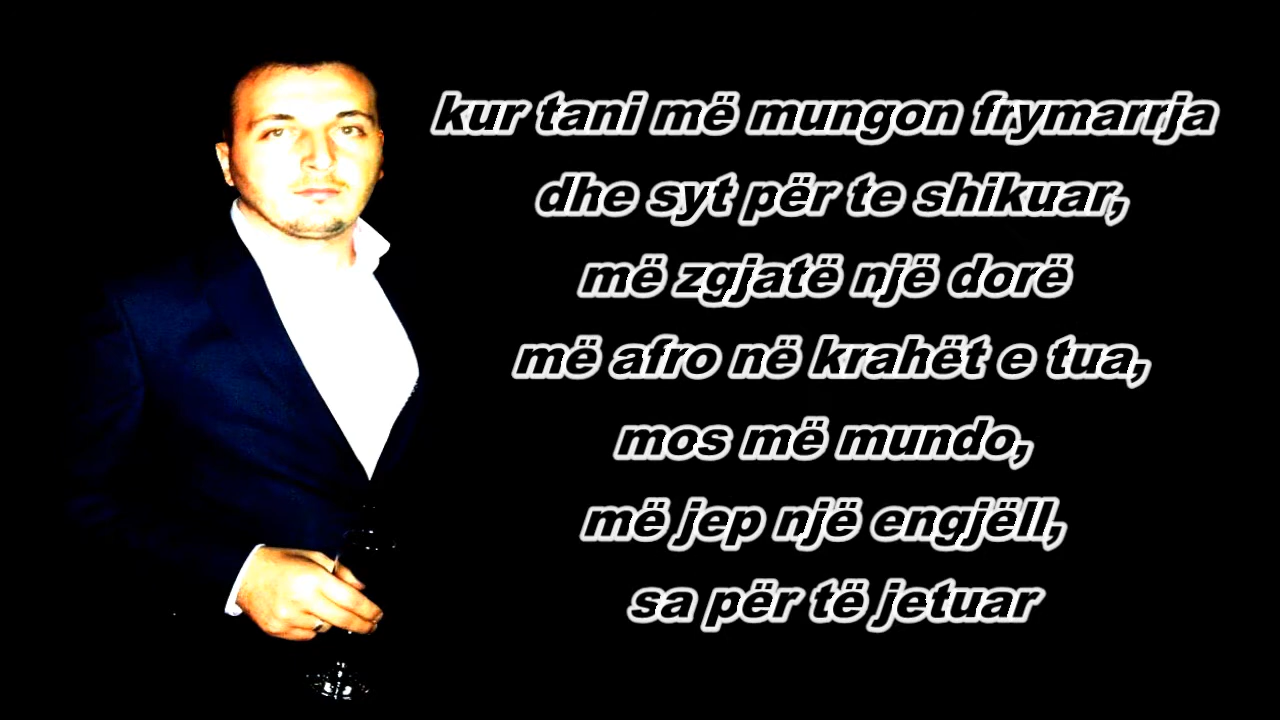 kur tani më mungon frymarrja
dhe syt për te shikuar,
më zgjatë një dorë
më afro në krahët e tua,
mos më mundo,
më jep një engjëll,
sa për të jetuar